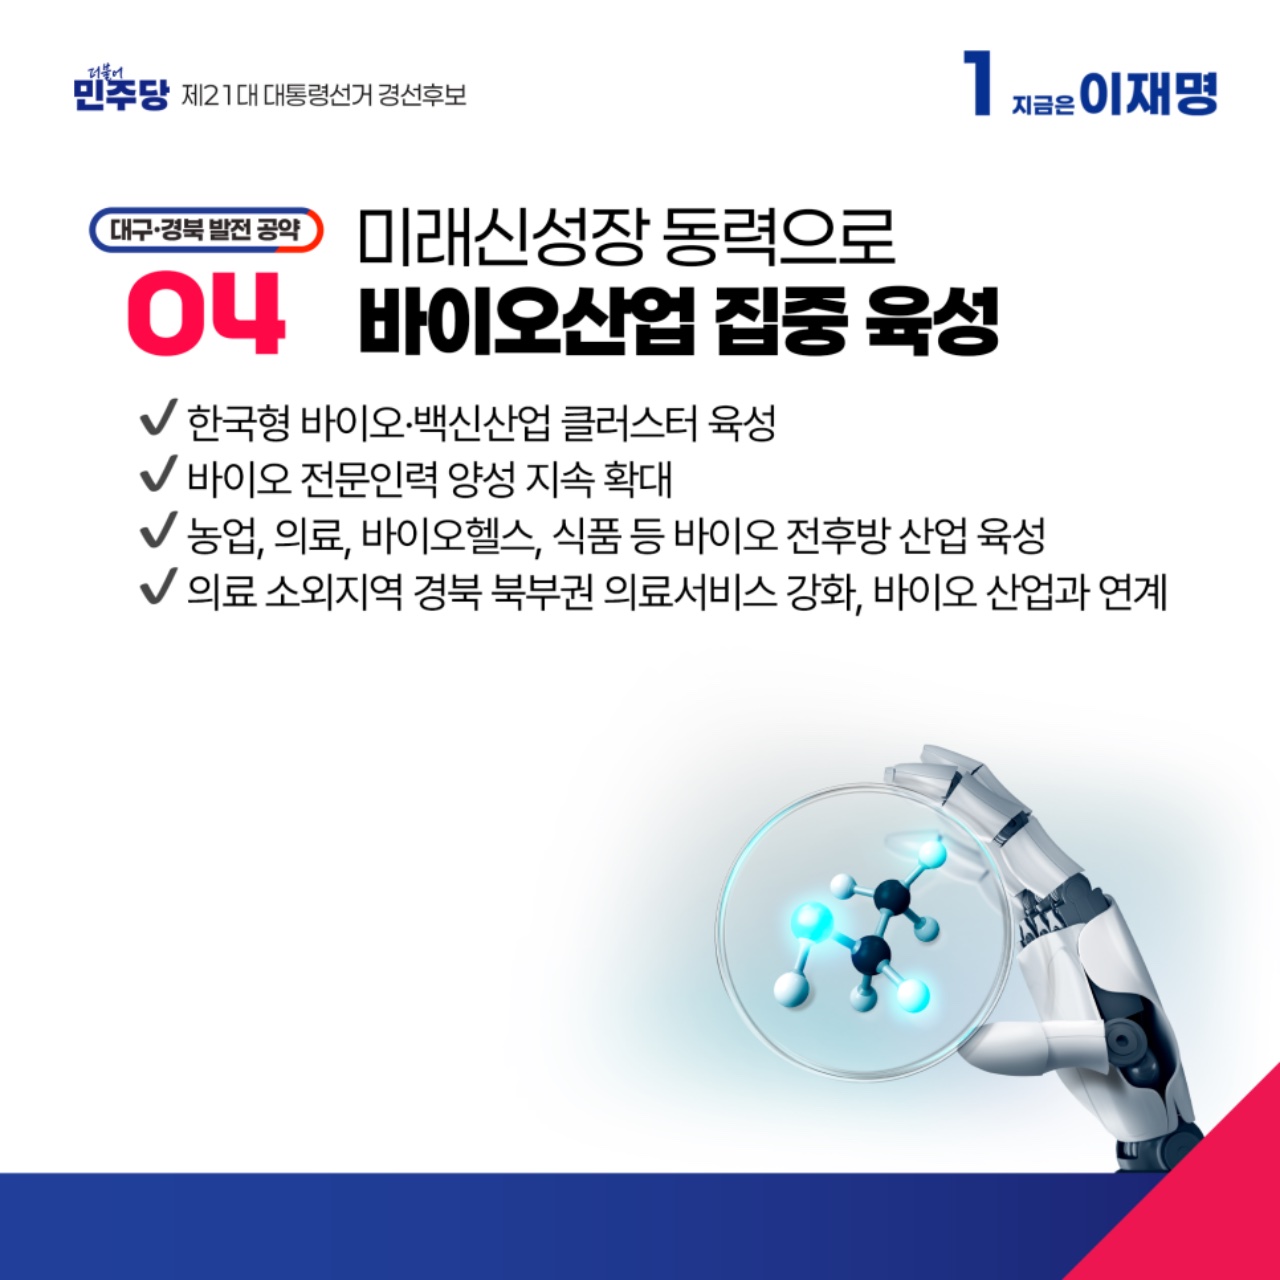 더불어
민주당 제21대 대통령선거 경선후보
1 지금은 이재명
대구·경북 발전 공약
04
미래신성장 동력으로
바이오산업 집중 육성
한국형 바이오·백신산업 클러스터 육성
바이오 전문인력 양성 지속 확대
농업, 의료, 바이오헬스, 식품 등 바이오 전후방 산업 육성
의료 소외지역 경북 북부권 의료서비스 강화, 바이오 산업과 연계